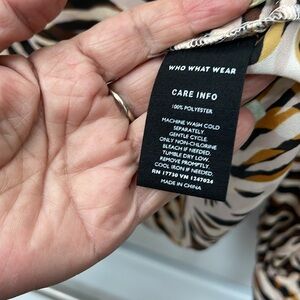 WHO WHAT WEAR
CARE INFO
100% POLYESTER
MACHINE WASH COLD
SEPARATELY
GENTLE CYCLE.
ONLY NON-CHLORINE
BLEACH IF NEEDED.
TUMBLE DRY LOW.
REMOVE PROMPTLY.
COOL IRON IF NEEDED.
RN 17730 VN 1247024
MADE IN CHINA